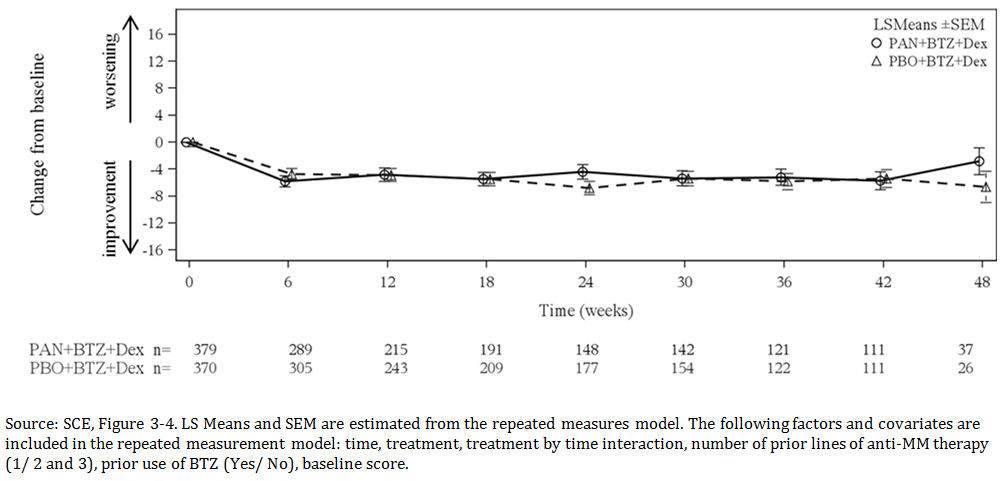 LSMeans ±SEM
PAN+BTZ+Dex
PBO+BTZ+Dex
Change from baseline
worsening
improvement
16
12
8
4
0
-4
-8
-12
-16
0 6 12 18 24 30 36 42 48
Time (weeks)
PAN+BTZ+Dex n= 379 289 215 191 148 142 121 111 37
PBO+BTZ+Dex n= 370 305 243 209 177 154 122 111 26
Source: SCE, Figure 3-4. LS Means and SEM are estimated from the repeated measures model. The following factors and covariates are
included in the repeated measurement model: time, treatment, treatment by time interaction, number of prior lines of anti-MM therapy
(1/ 2 and 3), prior use of BTZ (Yes/ No), baseline score.